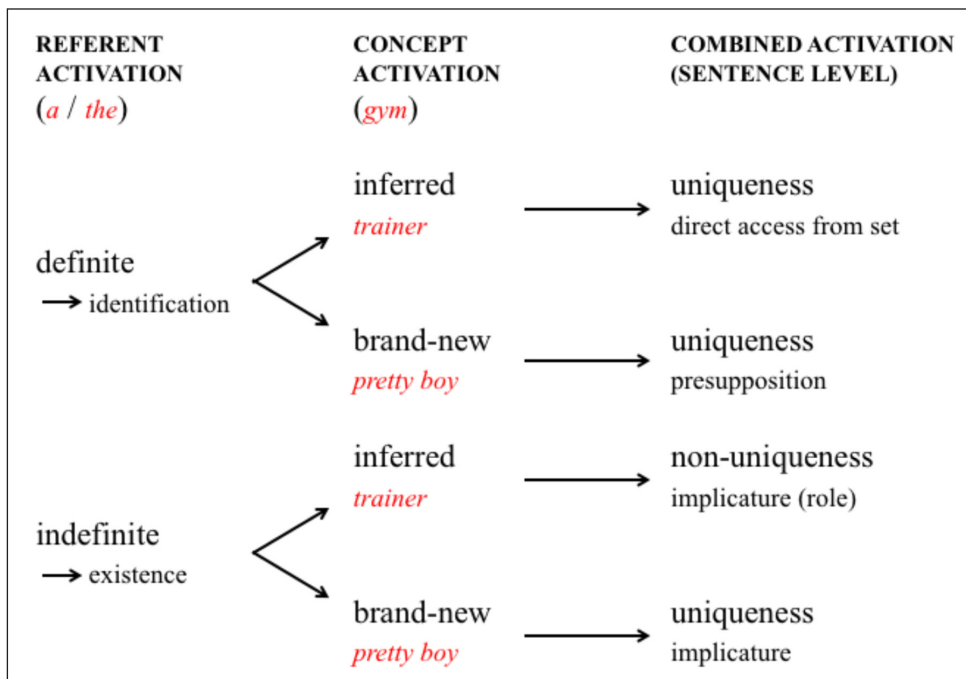 REFERENT
ACTIVATION
(a / the)
CONCEPT
ACTIVATION
(gym)
COMBINED ACTIVATION
(SENTENCE LEVEL)
definite
identification
inferred
trainer
uniqueness
direct access from set
brand-new
pretty boy
uniqueness
presupposition
indefinite
existence
inferred
trainer
non-uniqueness
implicature (role)
brand-new
pretty boy
uniqueness
implicature